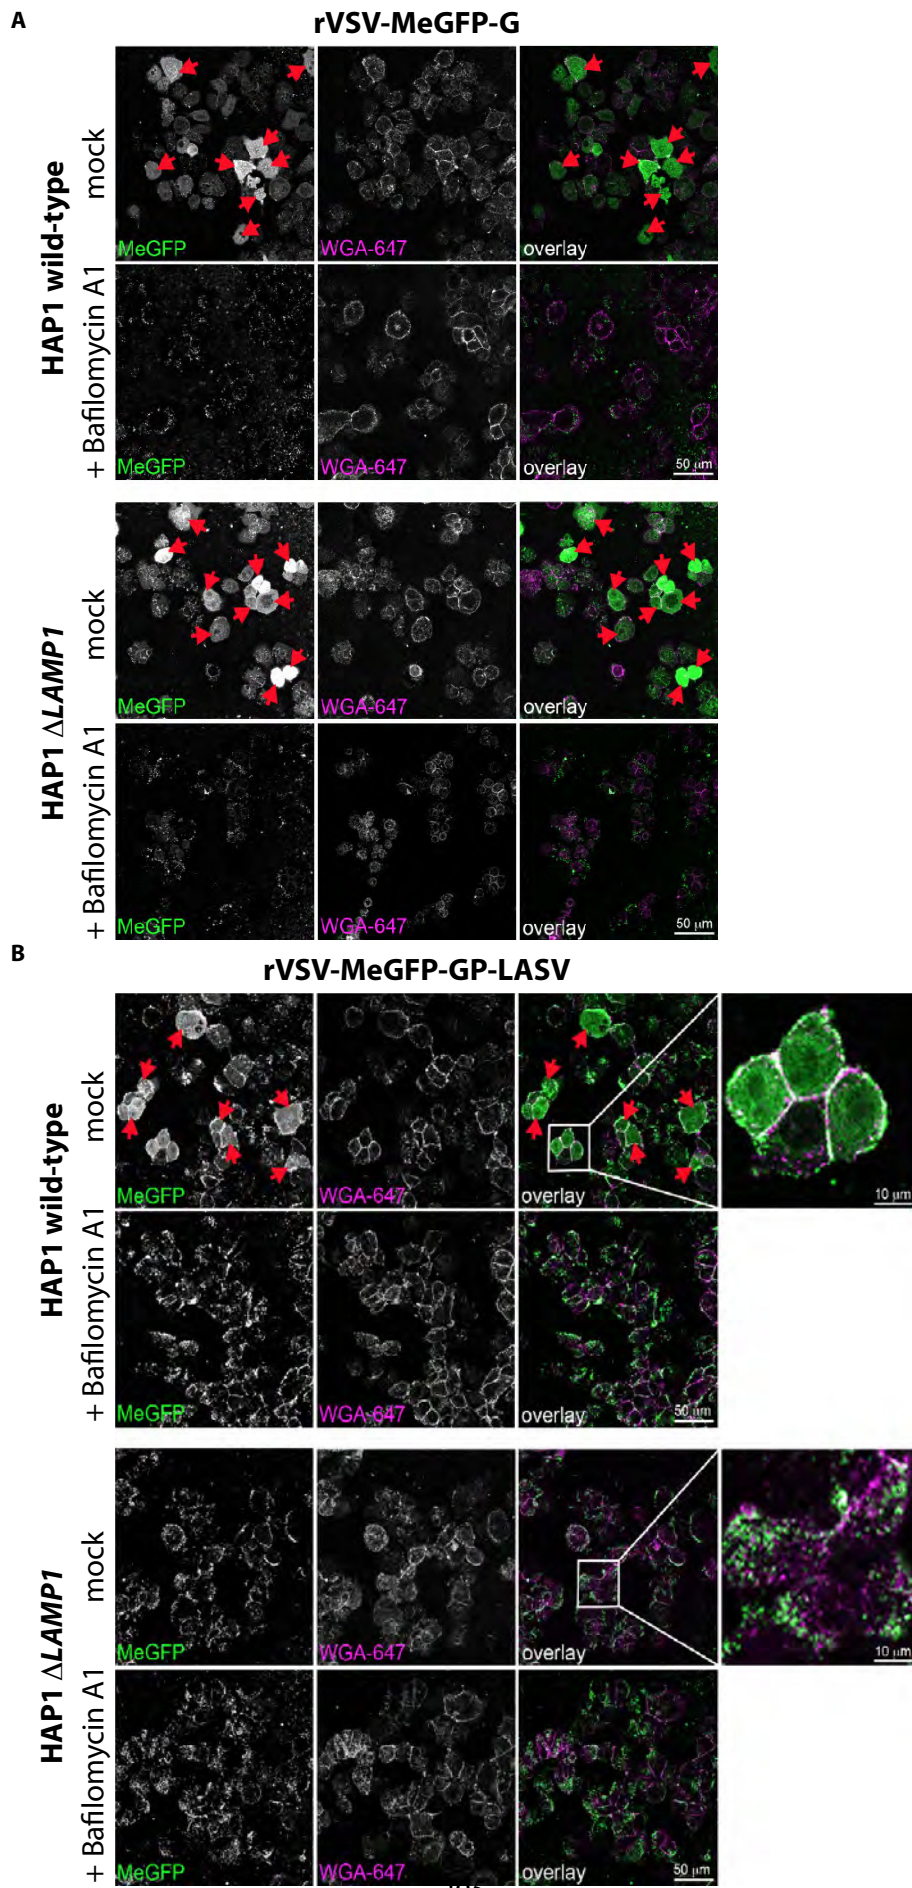 A
rVSV-MeGFP-G
HAP1 wild-type
mock
MeGFP
WGA-647
overlay
+ Bafilomycin A1
MeGFP
WGA-647
overlay
50 µm
HAP1 ΔLAMP1
mock
MeGFP
WGA-647
overlay
+ Bafilomycin A1
MeGFP
WGA-647
overlay
50 µm
B
rVSV-MeGFP-GP-LASV
HAP1 wild-type
mock
MeGFP
WGA-647
overlay
10 µm
+ Bafilomycin A1
MeGFP
WGA-647
overlay
50 µm
HAP1 ΔLAMP1
mock
MeGFP
WGA-647
overlay
10 µm
+ Bafilomycin A1
MeGFP
WGA-647
overlay
50 µm